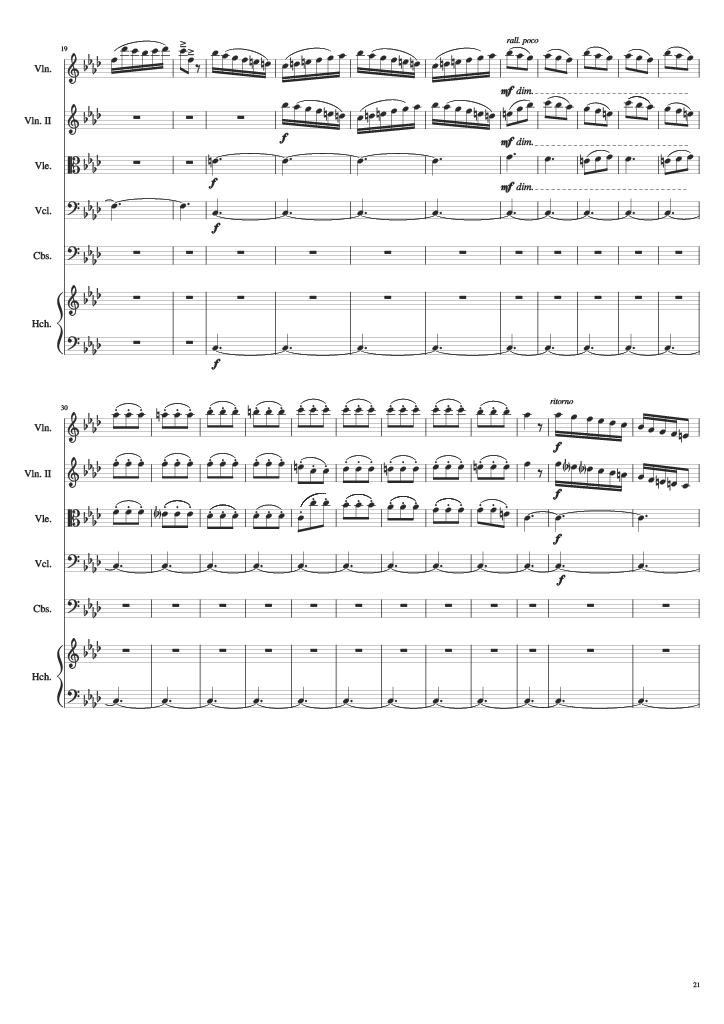 19
rall. poco
Vln.
mf dim.
Vln. II
f
mf dim.
Vle.
f
mf dim.
Vcl.
f
Cbs.
Hch.
f
30
ritorno
Vln.
f
Vln. II
f
Vle.
f
Vcl.
f
Cbs.
Hch.
21